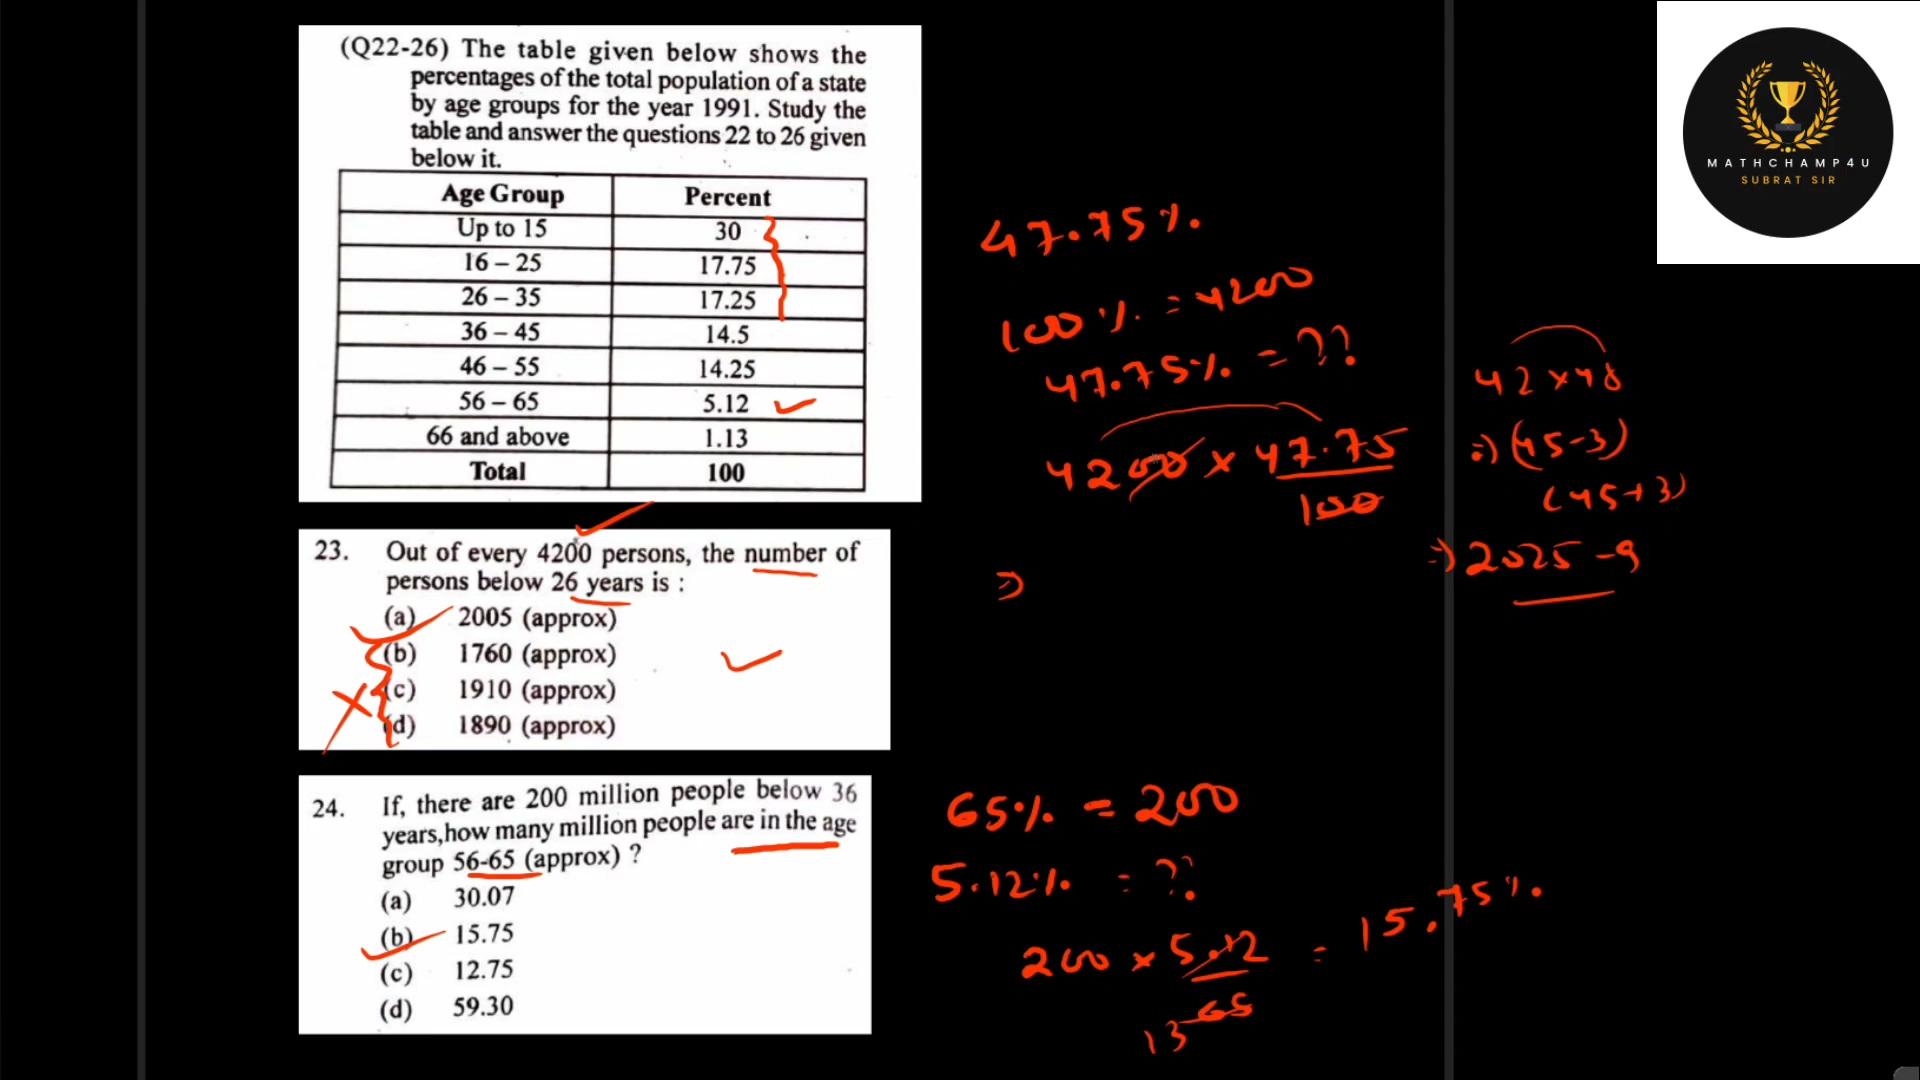 (Q22-26) The table given below shows the
percentages of the total population of a state
by age groups for the year 1991. Study the
table and answer the questions 22 to 26 given
below it.
Age Group Percent
Up to 15 30
16 – 25 17.75
26 – 35 17.25
36 – 45 14.5
46 – 55 14.25
56 – 65 5.12
66 and above 1.13
Total 100
23. Out of every 4200 persons, the number of
persons below 26 years is :
(a) 2005 (approx)
(b) 1760 (approx)
(c) 1910 (approx)
(d) 1890 (approx)
24. If, there are 200 million people below 36
years,how many million people are in the age
group 56-65 (approx) ?
(a) 30.07
(b) 15.75
(c) 12.75
(d) 59.30
47.75%.
100%. = 4200
47.75%. = ??
4200 × 47.75
100
=)
42×48
=) (45-3)
(45+3)
=) 2025-9
65%. = 200
5.12%. = ??
200 × 5.12 = 15.75%.
65
13
MATHCHAMP4U
SUBRAT SIR